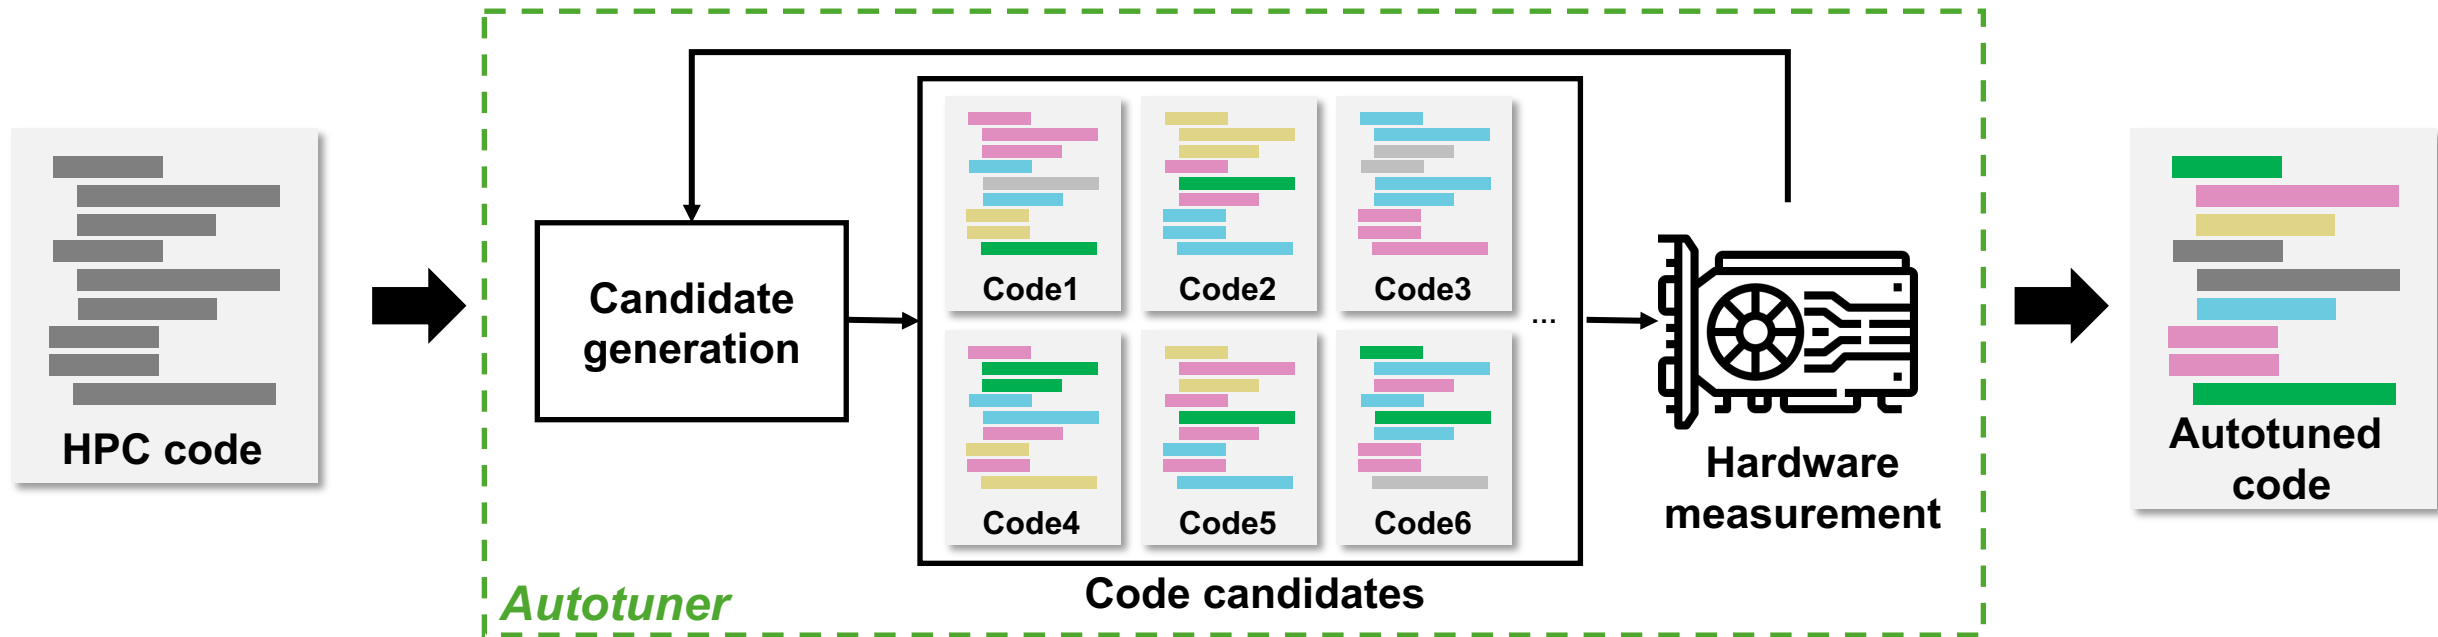 HPC code
Candidate
generation
Code1
Code2
Code3
...
Code4
Code5
Code6
Code candidates
Hardware
measurement
Autotuner
Autotuned
code